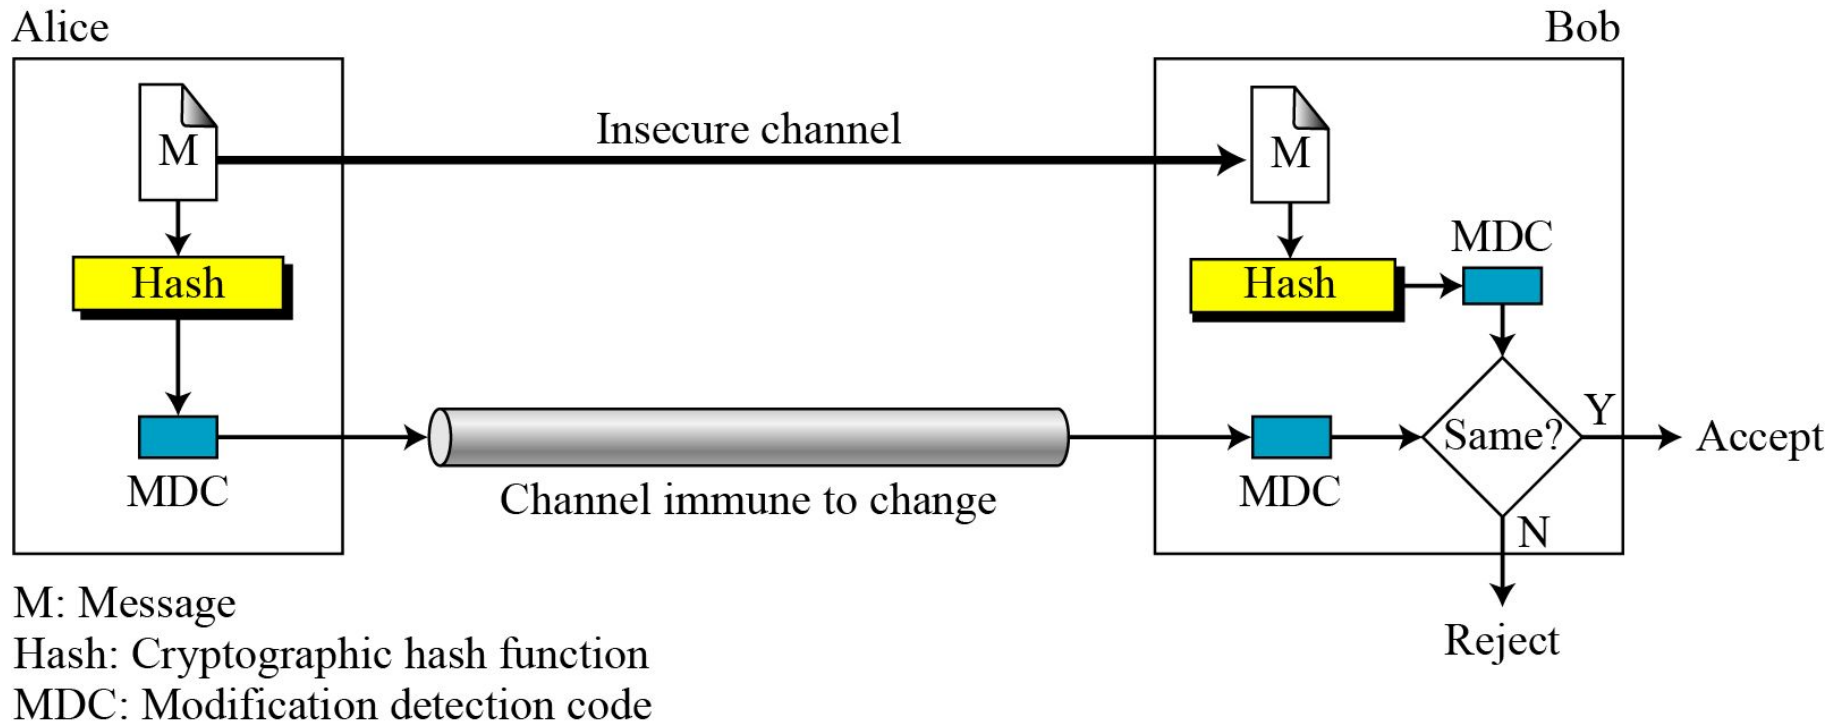 Alice
Bob
M
Insecure channel
M
Hash
Hash
MDC
MDC
Channel immune to change
MDC
Same?
Y
Accept
N
Reject
M: Message
Hash: Cryptographic hash function
MDC: Modification detection code